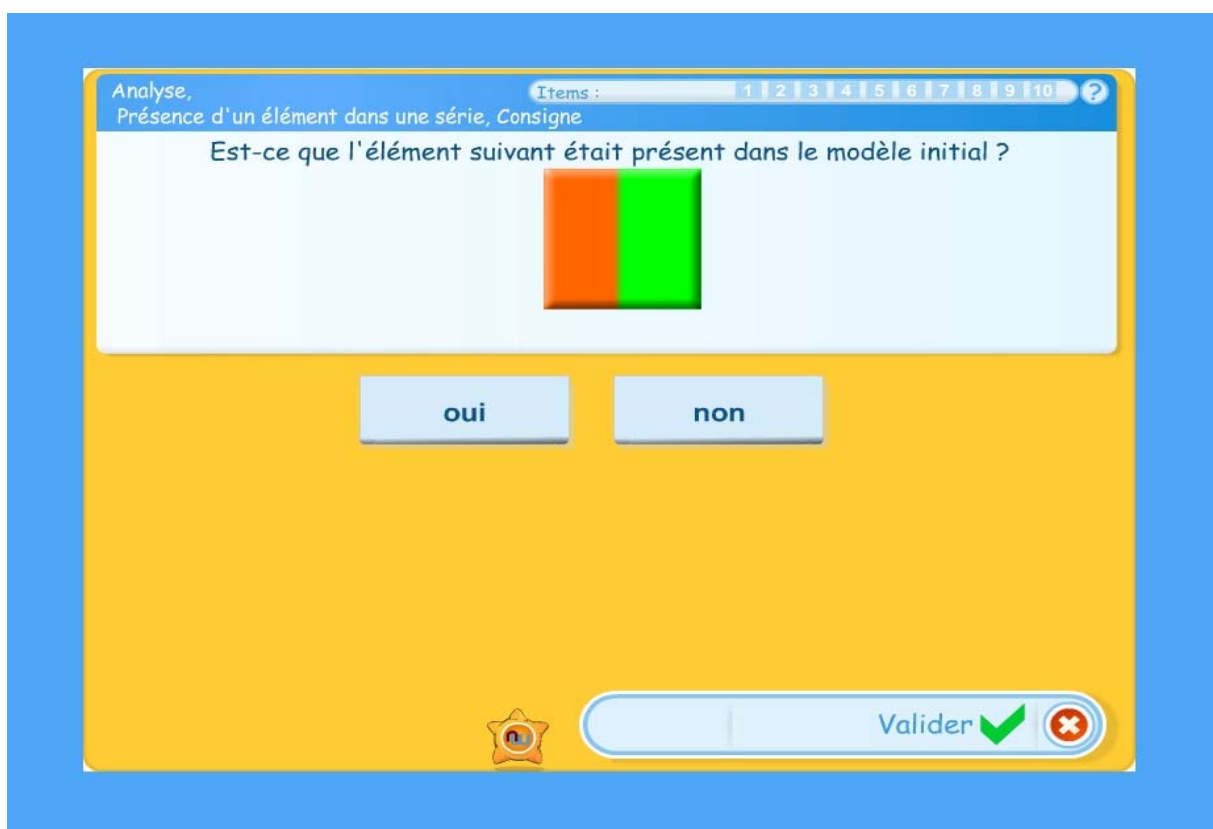 Analyse,
Présence d'un élément dans une série, Consigne
Items : 1 2 3 4 5 6 7 8 9 10 ?
Est-ce que l'élément suivant était présent dans le modèle initial ?
oui non
Valider